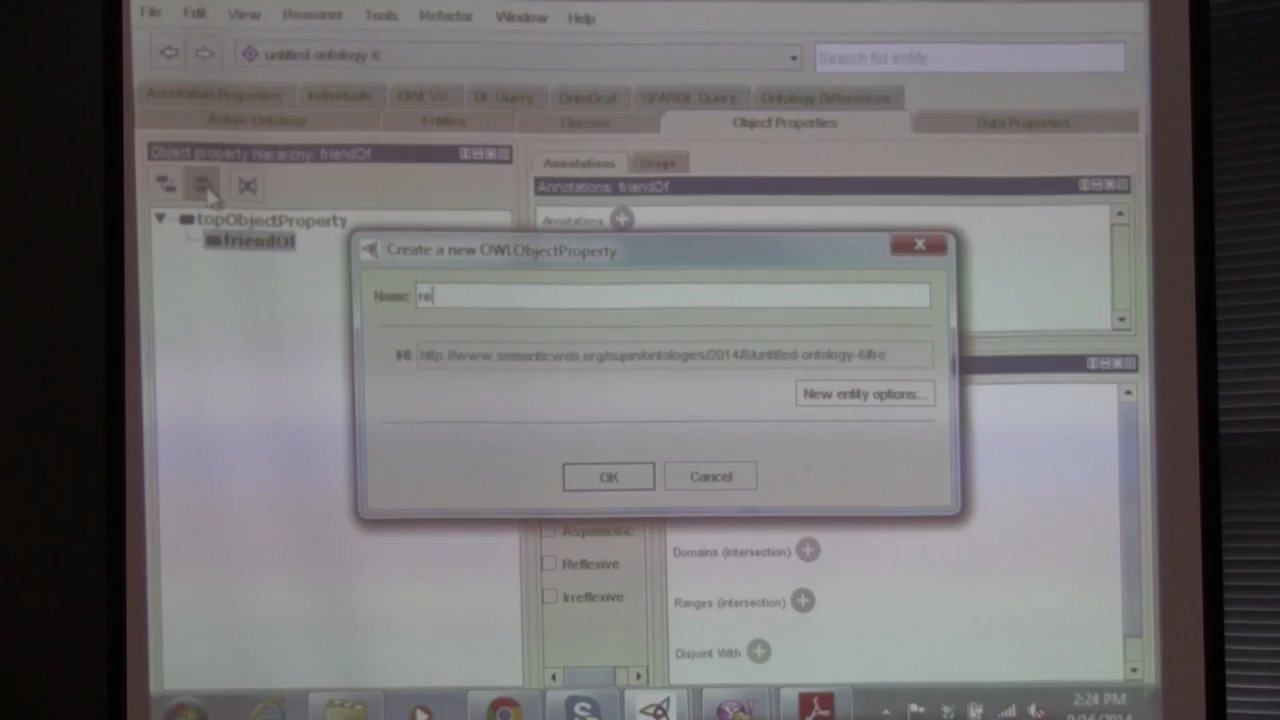 File Edit View Reasoner Tools Refactor Window Help
untitled-ontology-6
Search for entity
Annotation Properties Individuals OWLViz DL Query OntoGraf SPARQL Query Ontology Differences
Active Ontology Entities Classes Object Properties Data Properties
Object property hierarchy: friendOf
Annotations Usage
Annotations: friendOf
Annotations
topObjectProperty
friendOf
Create a new OWLObjectProperty
Name: re
IRI:
New entity options...
OK Cancel
Asymmetric
Reflexive
Irreflexive
Domains (intersection)
Ranges (intersection)
Disjoint With
2:24 PM